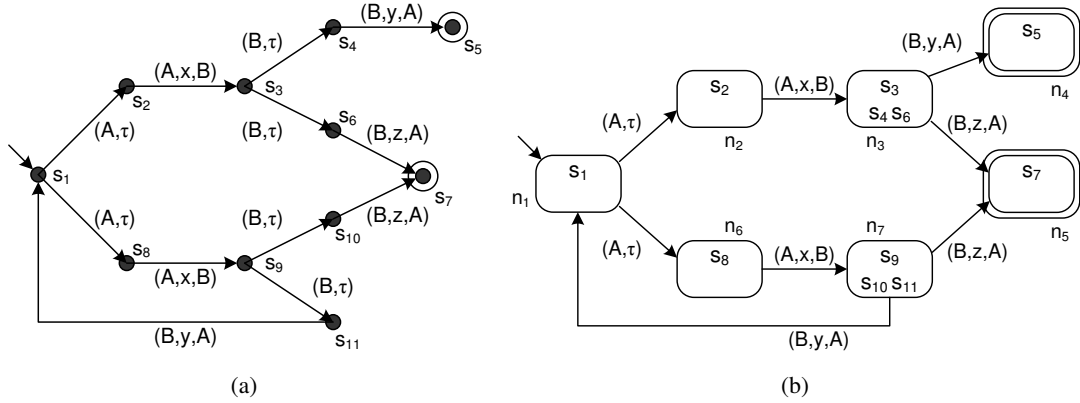 (B,y,A)
(B,τ)
s4
s5
(A,x,B)
s2
s3
(A,τ)
(B,τ)
s6
(B,z,A)
s1
s7
(A,τ)
(B,τ)
(B,z,A)
s10
s8
(A,x,B)
s9
(B,τ)
(B,y,A)
s11
(a)
s5
(B,y,A)
n4
s2
(A,x,B)
s3
s4 s6
(A,τ)
n2
n3
(B,z,A)
s1
n1
s7
n5
n6
n7
(A,τ)
s8
(A,x,B)
s9
s10 s11
(B,z,A)
(B,y,A)
(b)